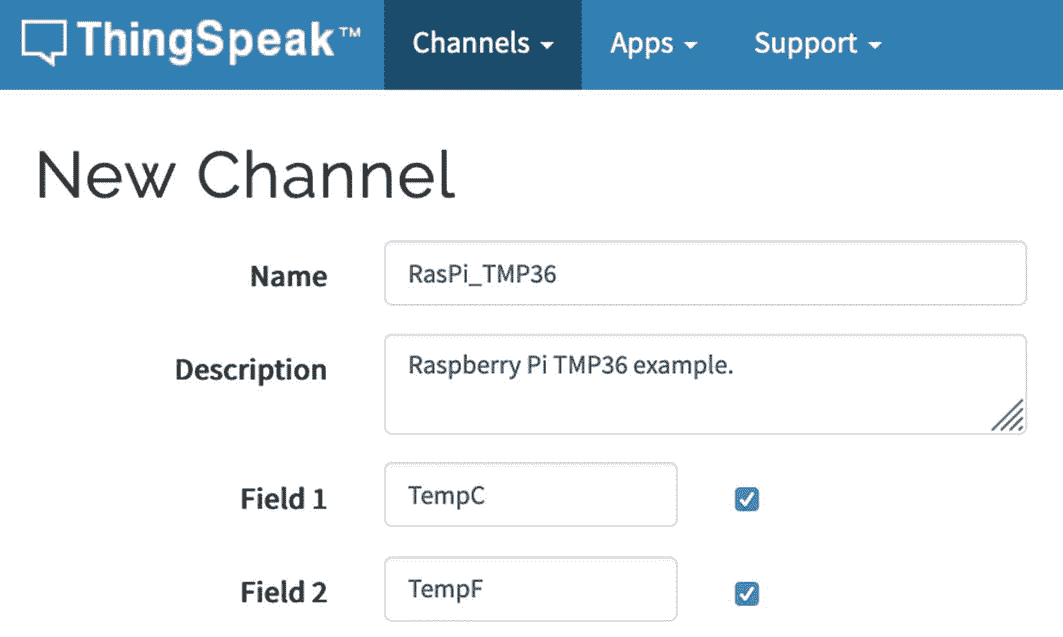 ThingSpeak™ Channels Apps Support
New Channel
Name RasPi_TMP36
Description Raspberry Pi TMP36 example.
Field 1 TempC
Field 2 TempF